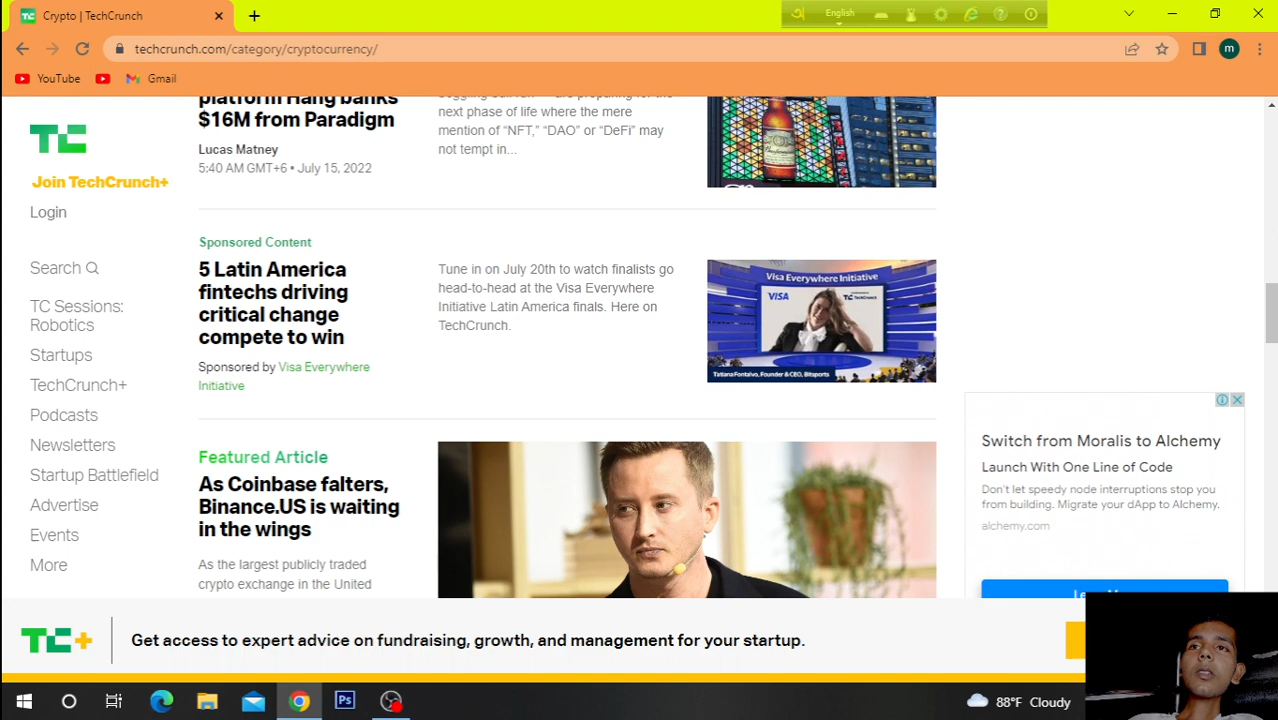 Crypto | TechCrunch
অ English
techcrunch.com/category/cryptocurrency/
m
YouTube
Gmail
TC
Join TechCrunch+
Login
Search
TC Sessions:
Robotics
Startups
TechCrunch+
Podcasts
Newsletters
Startup Battlefield
Advertise
Events
More
platform Hang banks
$16M from Paradigm
Lucas Matney
5:40 AM GMT+6 • July 15, 2022
next phase of life where the mere
mention of “NFT,” “DAO” or “DeFi” may
not tempt in...
Sponsored Content
5 Latin America
fintechs driving
critical change
compete to win
Sponsored by Visa Everywhere
Initiative
Tune in on July 20th to watch finalists go
head-to-head at the Visa Everywhere
Initiative Latin America finals. Here on
TechCrunch.
Visa Everywhere Initiative
VISA
TC
Tatiana Fontalvo, Founder & CEO, Bitsports
Featured Article
As Coinbase falters,
Binance.US is waiting
in the wings
As the largest publicly traded
crypto exchange in the United
Switch from Moralis to Alchemy
Launch With One Line of Code
Don't let speedy node interruptions stop you
from building. Migrate your dApp to Alchemy.
alchemy.com
TC+
Get access to expert advice on fundraising, growth, and management for your startup.
Ps
88°F Cloudy